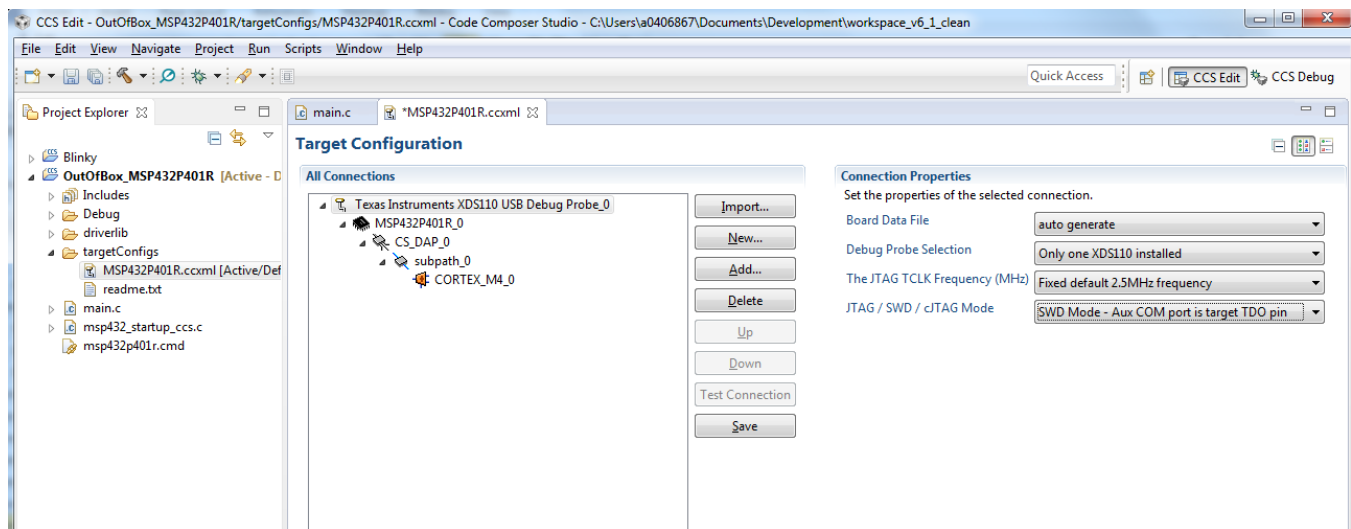 CCS Edit - OutOfBox_MSP432P401R/targetConfigs/MSP432P401R.ccxml - Code Composer Studio - C:\Users\a0406867\Documents\Development\workspace_v6_1_clean
File Edit View Navigate Project Run Scripts Window Help
Quick Access CCS Edit CCS Debug
Project Explorer
main.c *MSP432P401R.ccxml
Blinky
OutOfBox_MSP432P401R [Active - D
Includes
Debug
driverlib
targetConfigs
MSP432P401R.ccxml [Active/Def
readme.txt
main.c
msp432_startup_ccs.c
msp432p401r.cmd
Target Configuration
All Connections
Texas Instruments XDS110 USB Debug Probe_0
MSP432P401R_0
CS_DAP_0
subpath_0
CORTEX_M4_0
Import...
New...
Add...
Delete
Up
Down
Test Connection
Save
Connection Properties
Set the properties of the selected connection.
Board Data File auto generate
Debug Probe Selection Only one XDS110 installed
The JTAG TCLK Frequency (MHz) Fixed default 2.5MHz frequency
JTAG / SWD / cJTAG Mode SWD Mode - Aux COM port is target TDO pin